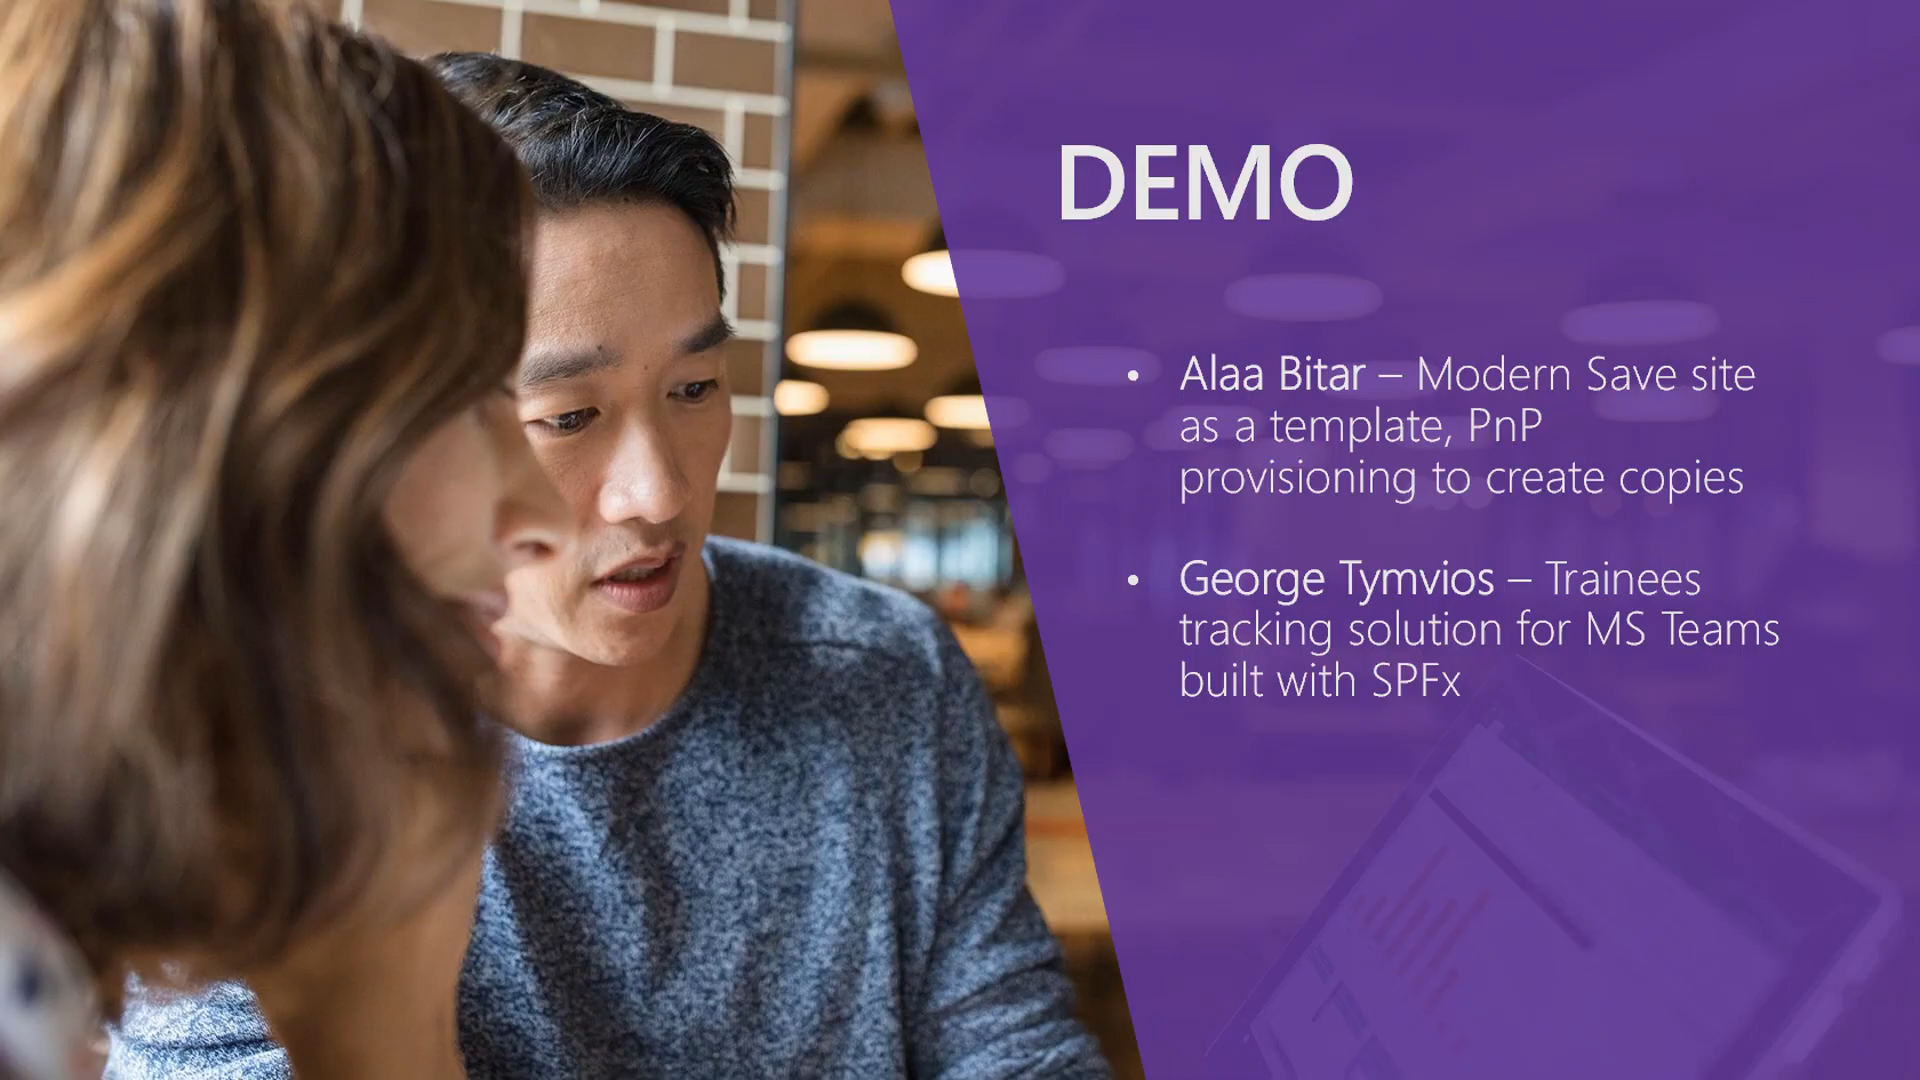 DEMO
• Alaa Bitar – Modern Save site
as a template, PnP
provisioning to create copies
• George Tymvios – Trainees
tracking solution for MS Teams
built with SPFx